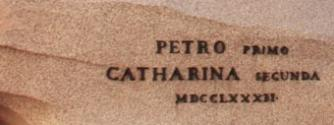 PETRO PRIMO
CATHARINA SECUNDA
MDCCLXXXII·